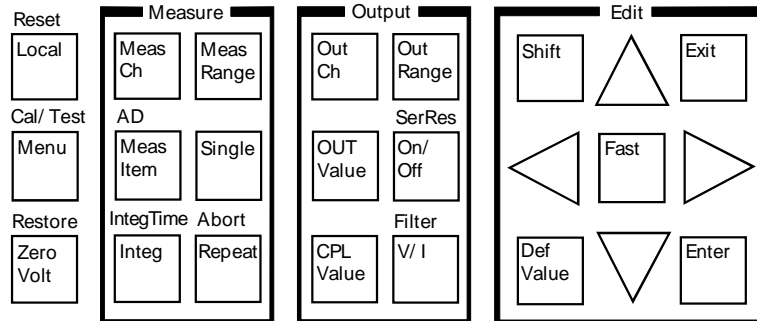 Measure
Output
Edit
Reset
Local
Meas
Ch
Meas
Range
Out
Ch
Out
Range
Shift
Exit
Cal/ Test
AD
SerRes
Menu
Meas
Item
Single
OUT
Value
On/
Off
Fast
Restore
IntegTime
Abort
Filter
Zero
Volt
Integ
Repeat
CPL
Value
V/ I
Def
Value
Enter